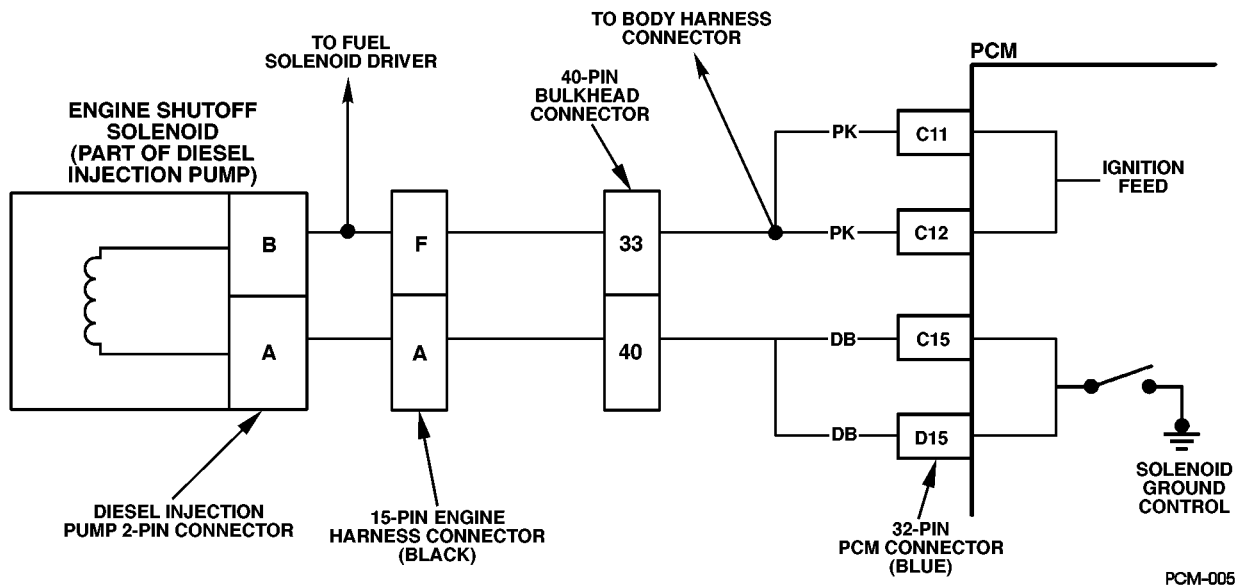 TO FUEL
SOLENOID DRIVER
TO BODY HARNESS
CONNECTOR
PCM
40-PIN
BULKHEAD
CONNECTOR
ENGINE SHUTOFF
SOLENOID
(PART OF DIESEL
INJECTION PUMP)
PK
C11
IGNITION
FEED
B
F
33
PK
C12
A
A
40
DB
C15
DB
D15
SOLENOID
GROUND
CONTROL
DIESEL INJECTION
PUMP 2-PIN CONNECTOR
15-PIN ENGINE
HARNESS CONNECTOR
(BLACK)
32-PIN
PCM CONNECTOR
(BLUE)
PCM-005